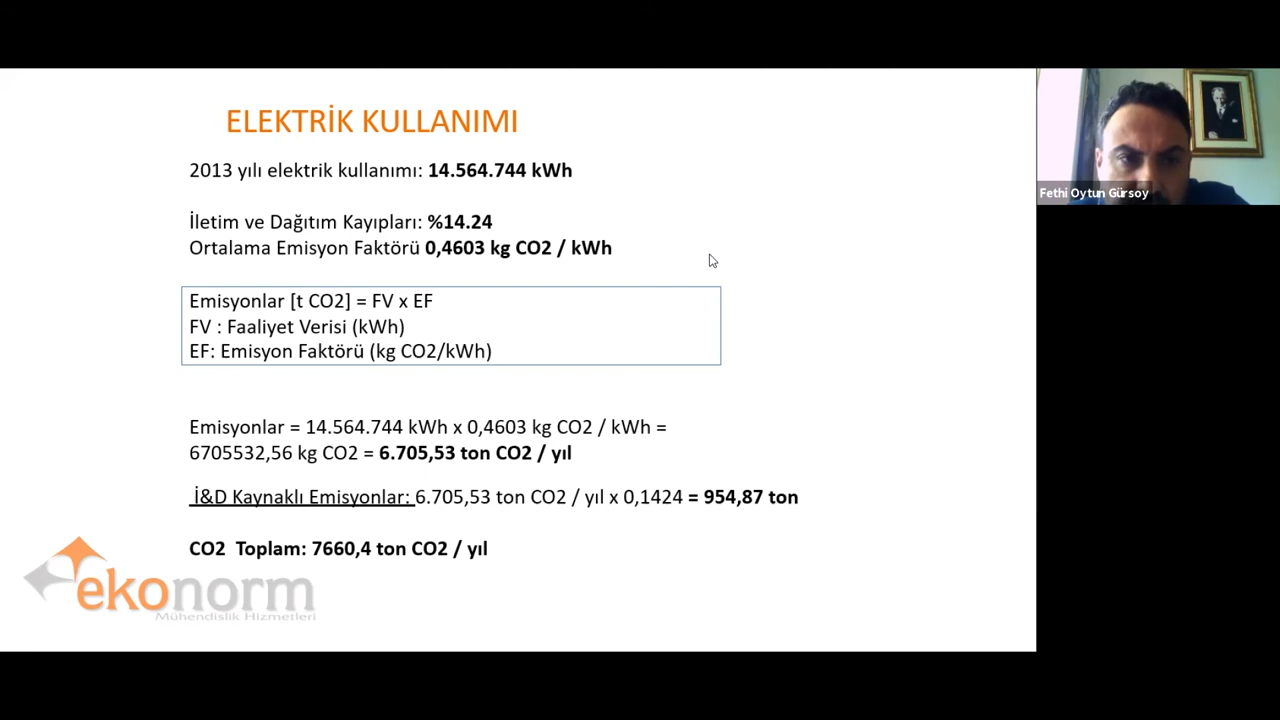 ELEKTRİK KULLANIMI
2013 yılı elektrik kullanımı: 14.564.744 kWh
İletim ve Dağıtım Kayıpları: %14.24
Ortalama Emisyon Faktörü 0,4603 kg CO2 / kWh
Emisyonlar [t CO2] = FV x EF
FV : Faaliyet Verisi (kWh)
EF: Emisyon Faktörü (kg CO2/kWh)
Emisyonlar = 14.564.744 kWh x 0,4603 kg CO2 / kWh =
6705532,56 kg CO2 = 6.705,53 ton CO2 / yıl
İ&D Kaynaklı Emisyonlar: 6.705,53 ton CO2 / yıl x 0,1424 = 954,87 ton
CO2 Toplam: 7660,4 ton CO2 / yıl
ekonorm
Mühendislik Hizmetleri
Fethi Oytun Gürsoy